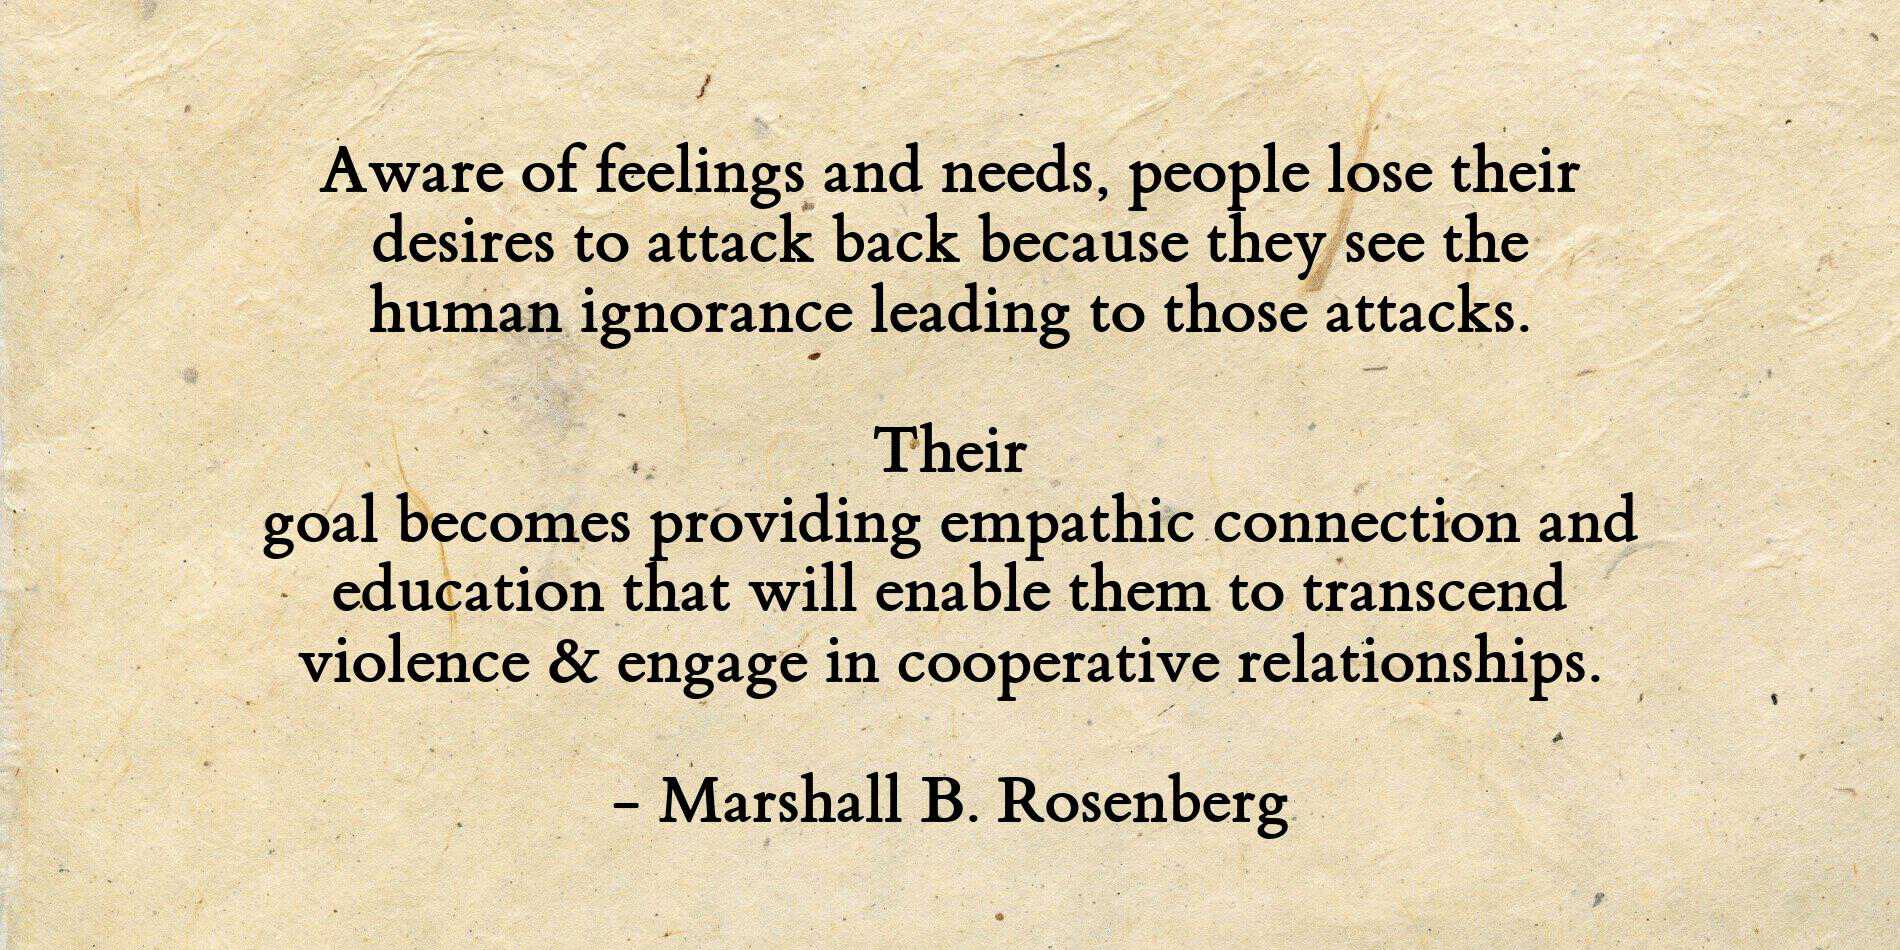 Aware of feelings and needs, people lose their
desires to attack back because they see the
human ignorance leading to those attacks.
Their
goal becomes providing empathic connection and
education that will enable them to transcend
violence & engage in cooperative relationships.
- Marshall B. Rosenberg